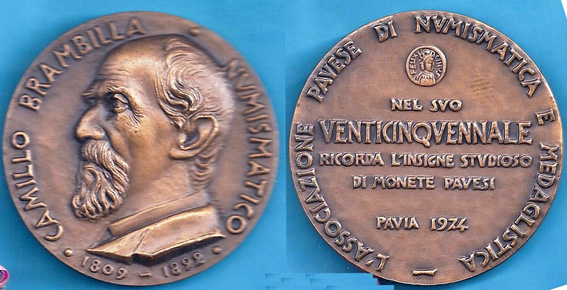 CAMILLO BRAMBILLA · NVMISMATICO
· 1809 – 1892 ·
L'ASSOCIAZIONE PAVESE DI NVMISMATICA E MEDAGLISTICA
NEL SVO
VENTICINQVENNALE
RICORDA L'INSIGNE STVDIOSO
DI MONETE PAVESI
PAVIA 1974